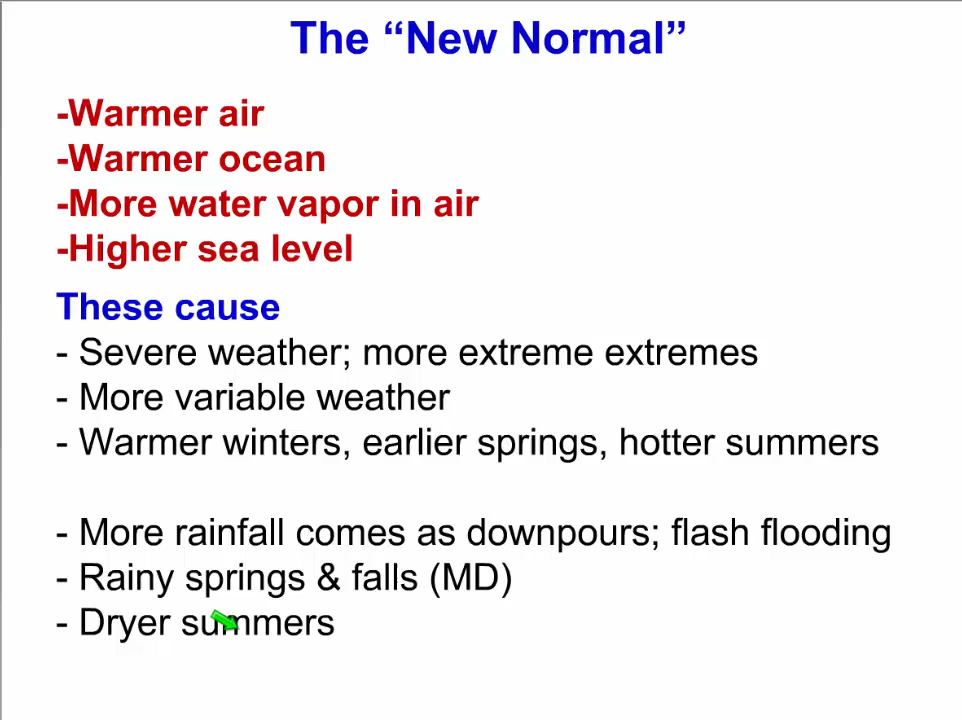 The “New Normal”
-Warmer air
-Warmer ocean
-More water vapor in air
-Higher sea level
These cause
- Severe weather; more extreme extremes
- More variable weather
- Warmer winters, earlier springs, hotter summers
- More rainfall comes as downpours; flash flooding
- Rainy springs & falls (MD)
- Dryer summers